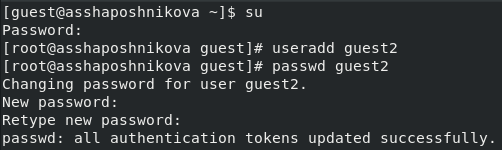 [guest@asshaposhnikova ~]$ su
Password:
[root@asshaposhnikova guest]# useradd guest2
[root@asshaposhnikova guest]# passwd guest2
Changing password for user guest2.
New password:
Retype new password:
passwd: all authentication tokens updated successfully.